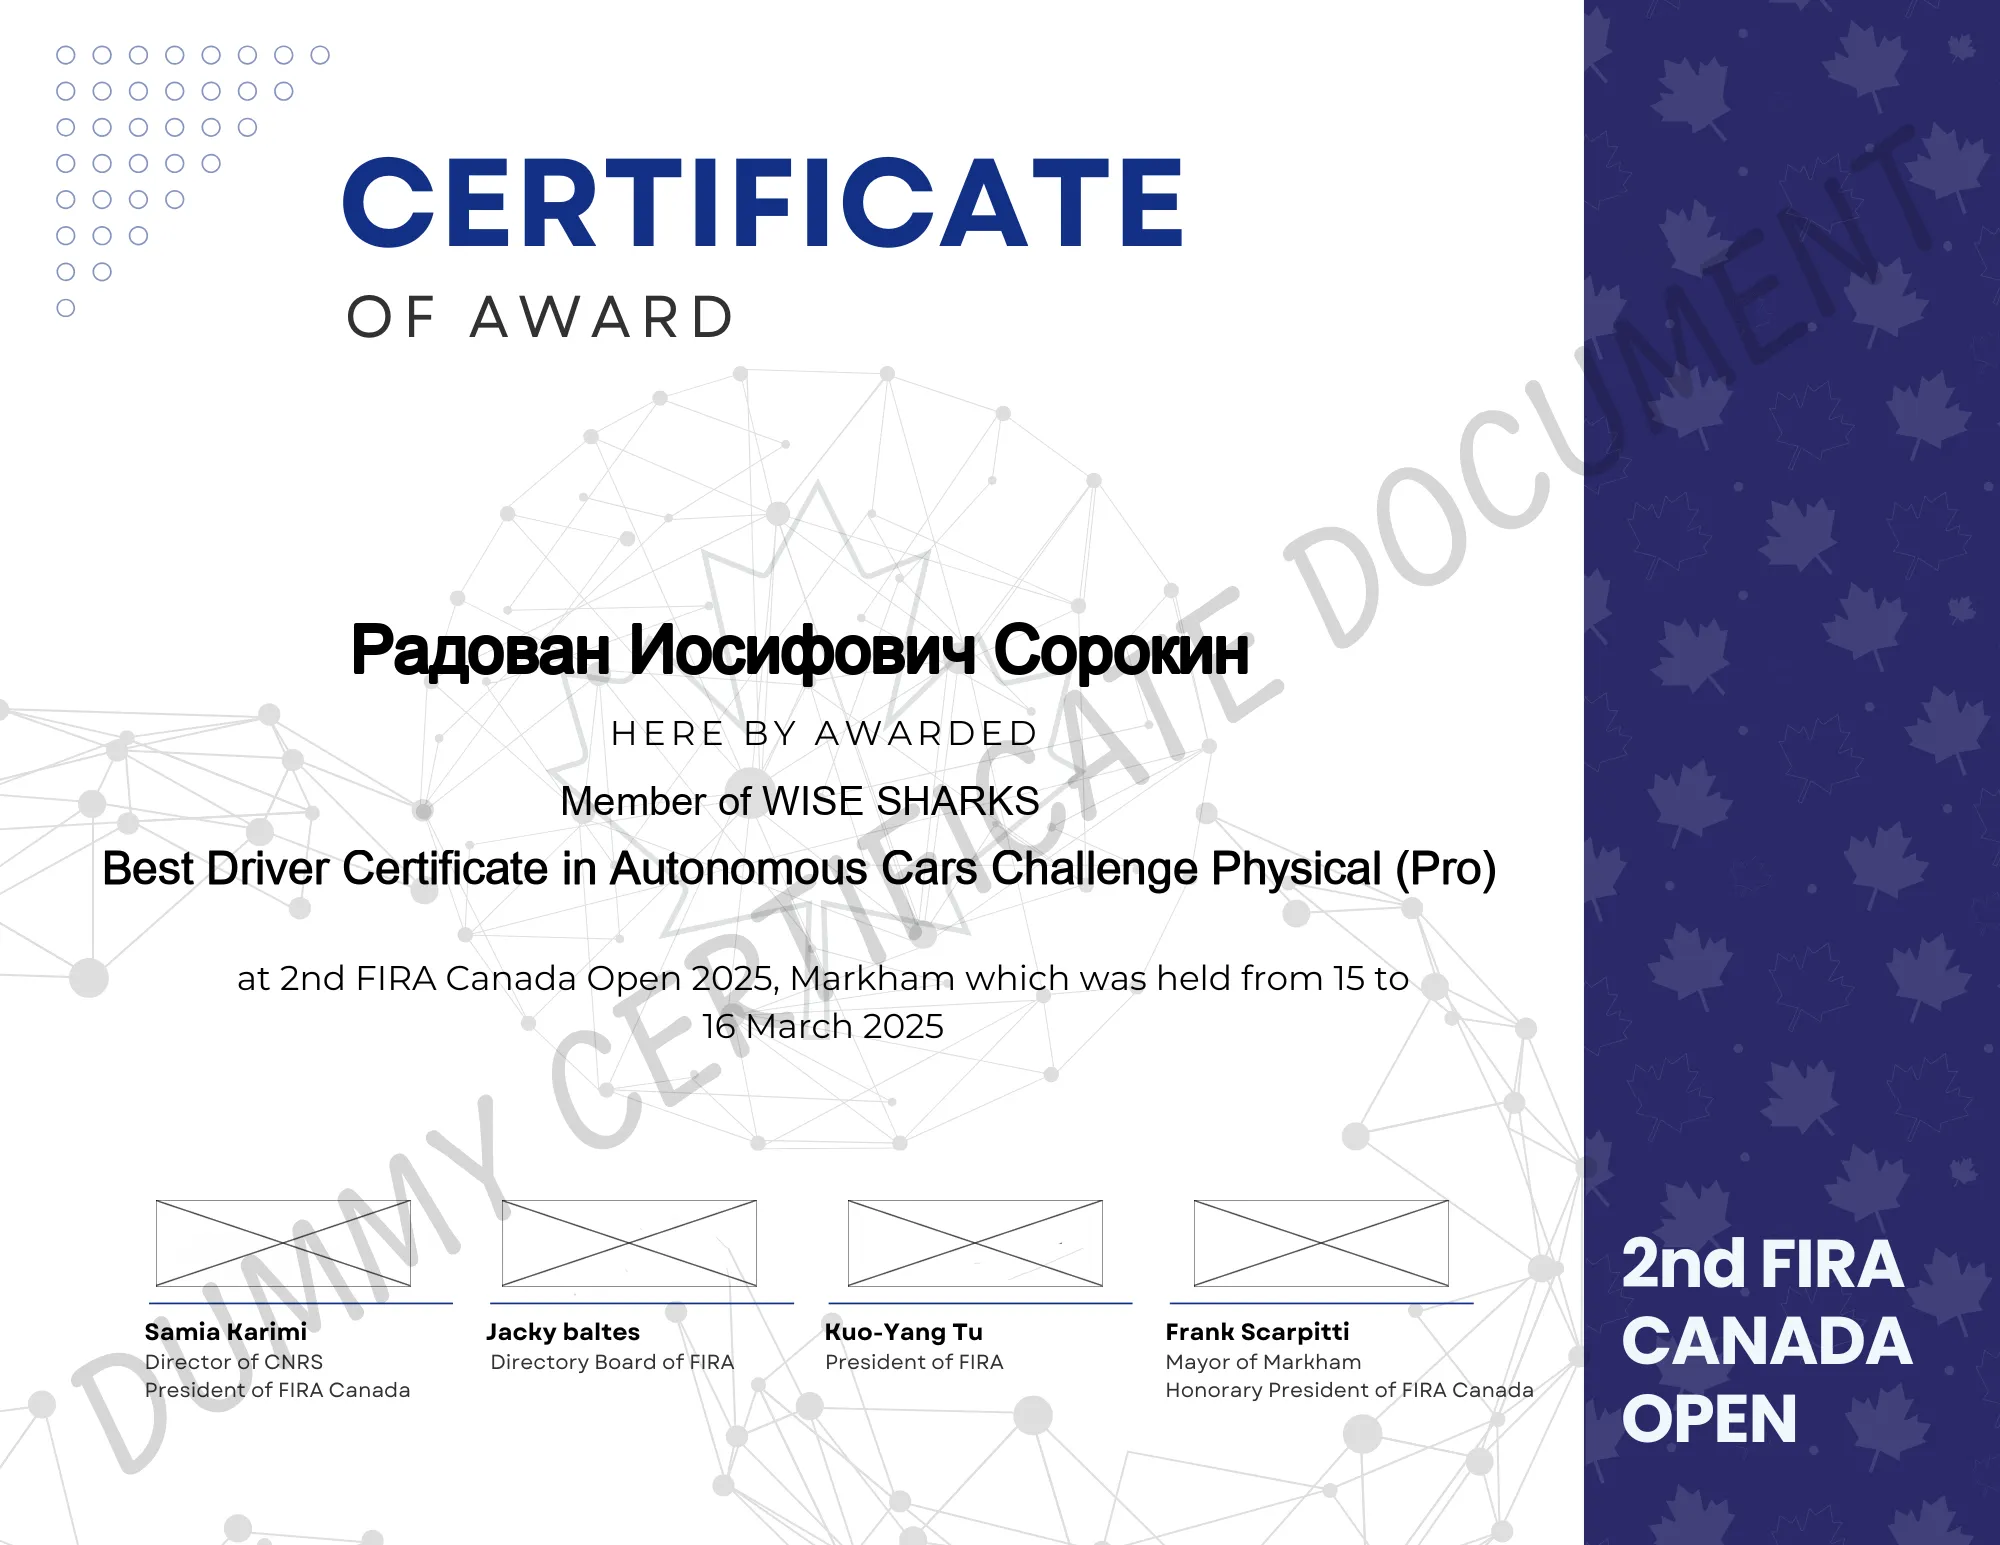 CERTIFICATE
OF AWARD
Радован Иосифович Сорокин
HERE BY AWARDED
Member of WISE SHARKS
Best Driver Certificate in Autonomous Cars Challenge Physical (Pro)
at 2nd FIRA Canada Open 2025, Markham which was held from 15 to
16 March 2025
Samia Karimi
Director of CNRS
President of FIRA Canada
Jacky baltes
Directory Board of FIRA
Kuo-Yang Tu
President of FIRA
Frank Scarpitti
Mayor of Markham
Honorary President of FIRA Canada
2nd FIRA
CANADA
OPEN
DUMMY CERTIFICATE DOCUMENT